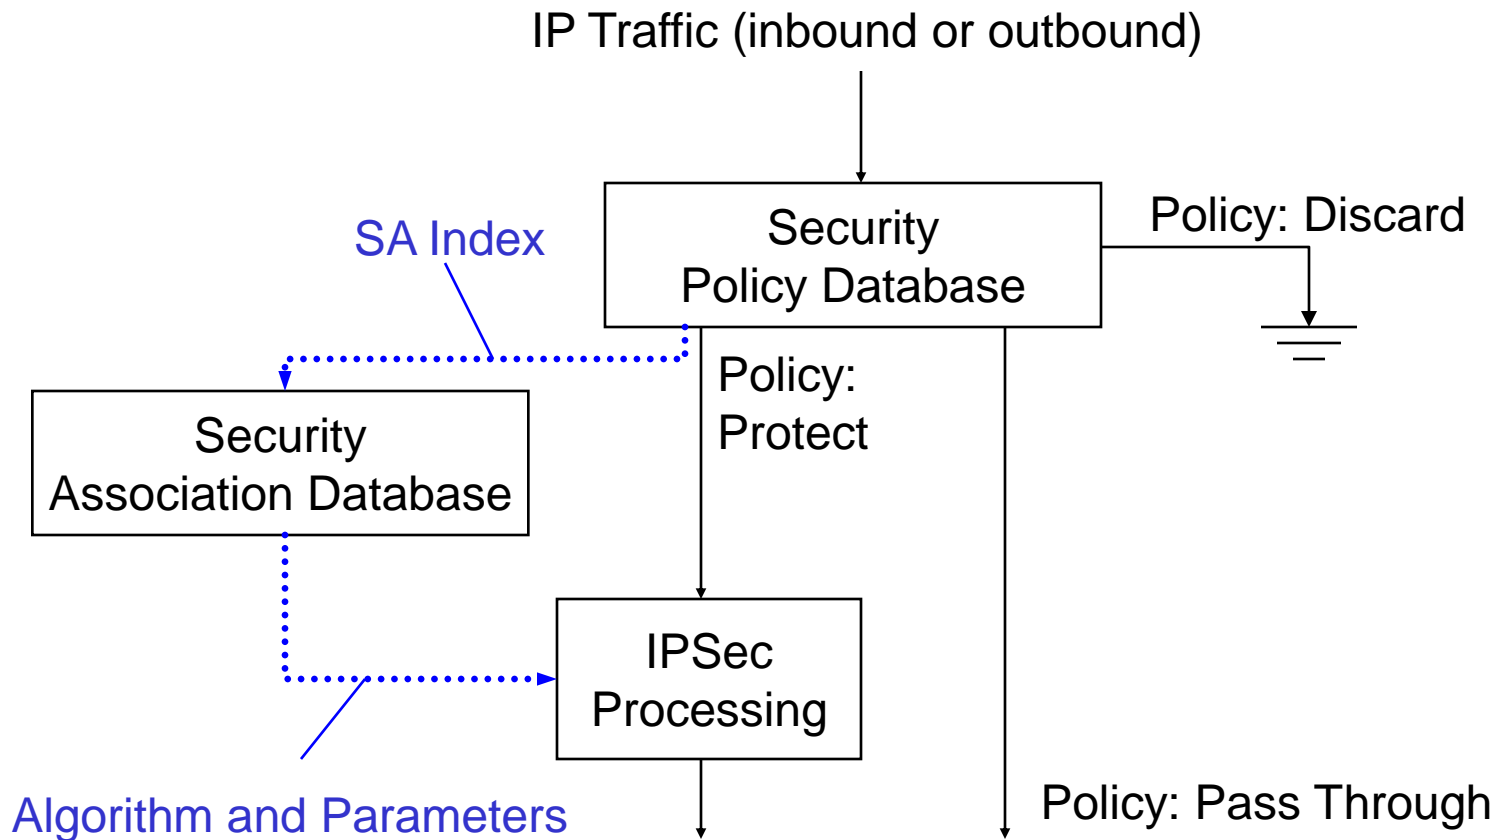 IP Traffic (inbound or outbound)
Security
Policy Database
Policy: Discard
SA Index
Policy:
Protect
Security
Association Database
IPSec
Processing
Algorithm and Parameters
Policy: Pass Through